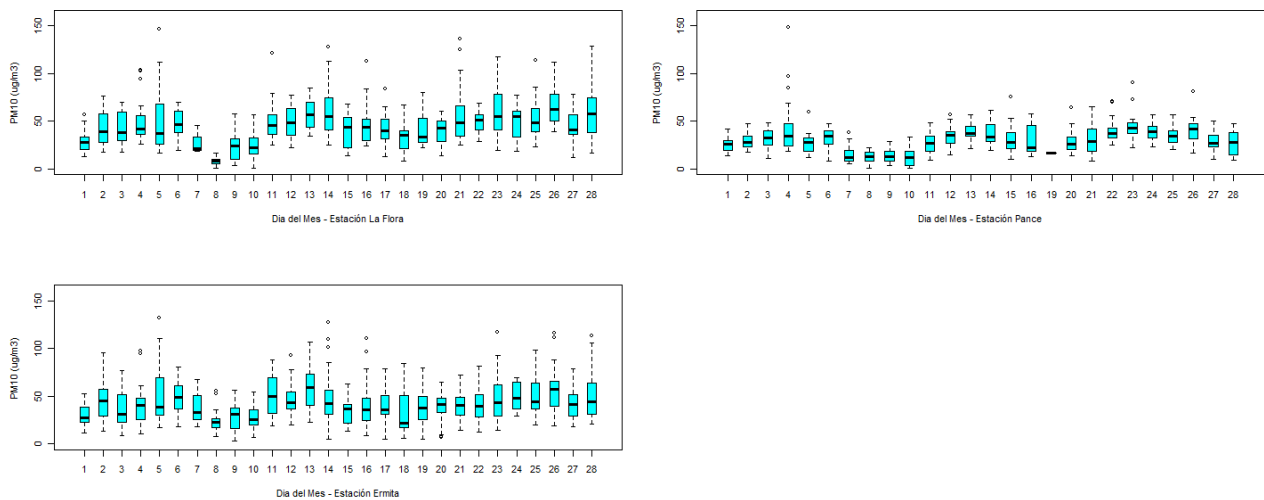 PM10 (ug/m3)
150
100
50
0
1 2 3 4 5 6 7 8 9 10 11 12 13 14 15 16 17 18 19 20 21 22 23 24 25 26 27 28
Dia del Mes - Estación La Flora
PM10 (ug/m3)
150
100
50
0
1 2 3 4 5 6 7 8 9 10 11 12 13 14 15 16 19 20 21 22 23 24 25 26 27 28
Dia del Mes - Estación Pance
PM10 (ug/m3)
150
100
50
0
1 2 3 4 5 6 7 8 9 10 11 12 13 14 15 16 17 18 19 20 21 22 23 24 25 26 27 28
Dia del Mes - Estación Ermita